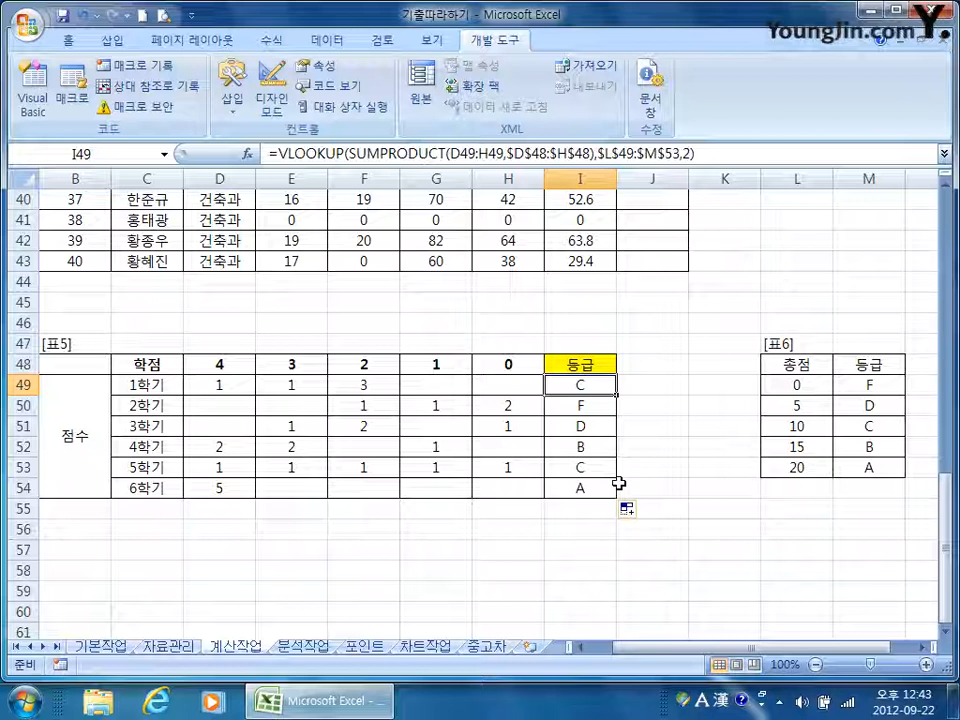 기출따라하기 - Microsoft Excel
YoungJin.com Y.
홈 삽입 페이지 레이아웃 수식 데이터 검토 보기 개발 도구
Visual Basic
매크로
매크로 기록
상대 참조로 기록
매크로 보안
코드
삽입
디자인 모드
속성
코드 보기
대화 상자 실행
컨트롤
원본
맵 속성
확장 팩
데이터 새로 고침
가져오기
내보내기
XML
문서 창
수정
I49 fx =VLOOKUP(SUMPRODUCT(D49:H49,$D$48:$H$48),$L$49:$M$53,2)
B C D E F G H I J K L M
40 37 한준규 건축과 16 19 70 42 52.6
41 38 홍태광 건축과 0 0 0 0 0
42 39 황종우 건축과 19 20 82 64 63.8
43 40 황혜진 건축과 17 0 60 38 29.4
44
45
46
47 [표5] [표6]
48 학점 4 3 2 1 0 등급 총점 등급
49 1학기 1 1 3 C 0 F
50 2학기 1 1 2 F 5 D
51 점수 3학기 1 2 1 D 10 C
52 4학기 2 2 1 B 15 B
53 5학기 1 1 1 1 1 C 20 A
54 6학기 5 A
55
56
57
58
59
60
61
기본작업 자료관리 계산작업 분석작업 포인트 차트작업 중고차
준비 100%
Microsoft Excel - ...
A 漢
오후 12:43
2012-09-22